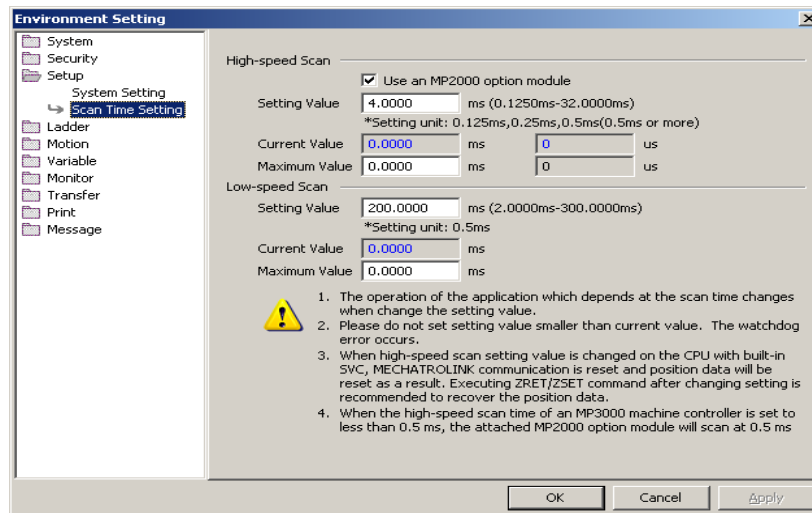 Environment Setting
System
Security
Setup
System Setting
Scan Time Setting
Ladder
Motion
Variable
Monitor
Transfer
Print
Message
High-speed Scan
Use an MP2000 option module
Setting Value 4.0000 ms (0.1250ms-32.0000ms)
*Setting unit: 0.125ms,0.25ms,0.5ms(0.5ms or more)
Current Value 0.0000 ms 0 us
Maximum Value 0.0000 ms 0 us
Low-speed Scan
Setting Value 200.0000 ms (2.0000ms-300.0000ms)
*Setting unit: 0.5ms
Current Value 0.0000 ms
Maximum Value 0.0000 ms
1. The operation of the application which depends at the scan time changes
when change the setting value.
2. Please do not set setting value smaller than current value. The watchdog
error occurs.
3. When high-speed scan setting value is changed on the CPU with built-in
SVC, MECHATROLINK communication is reset and position data will be
reset as a result. Executing ZRET/ZSET command after changing setting is
recommended to recover the position data.
4. When the high-speed scan time of an MP3000 machine controller is set to
less than 0.5 ms, the attached MP2000 option module will scan at 0.5 ms
OK Cancel Apply